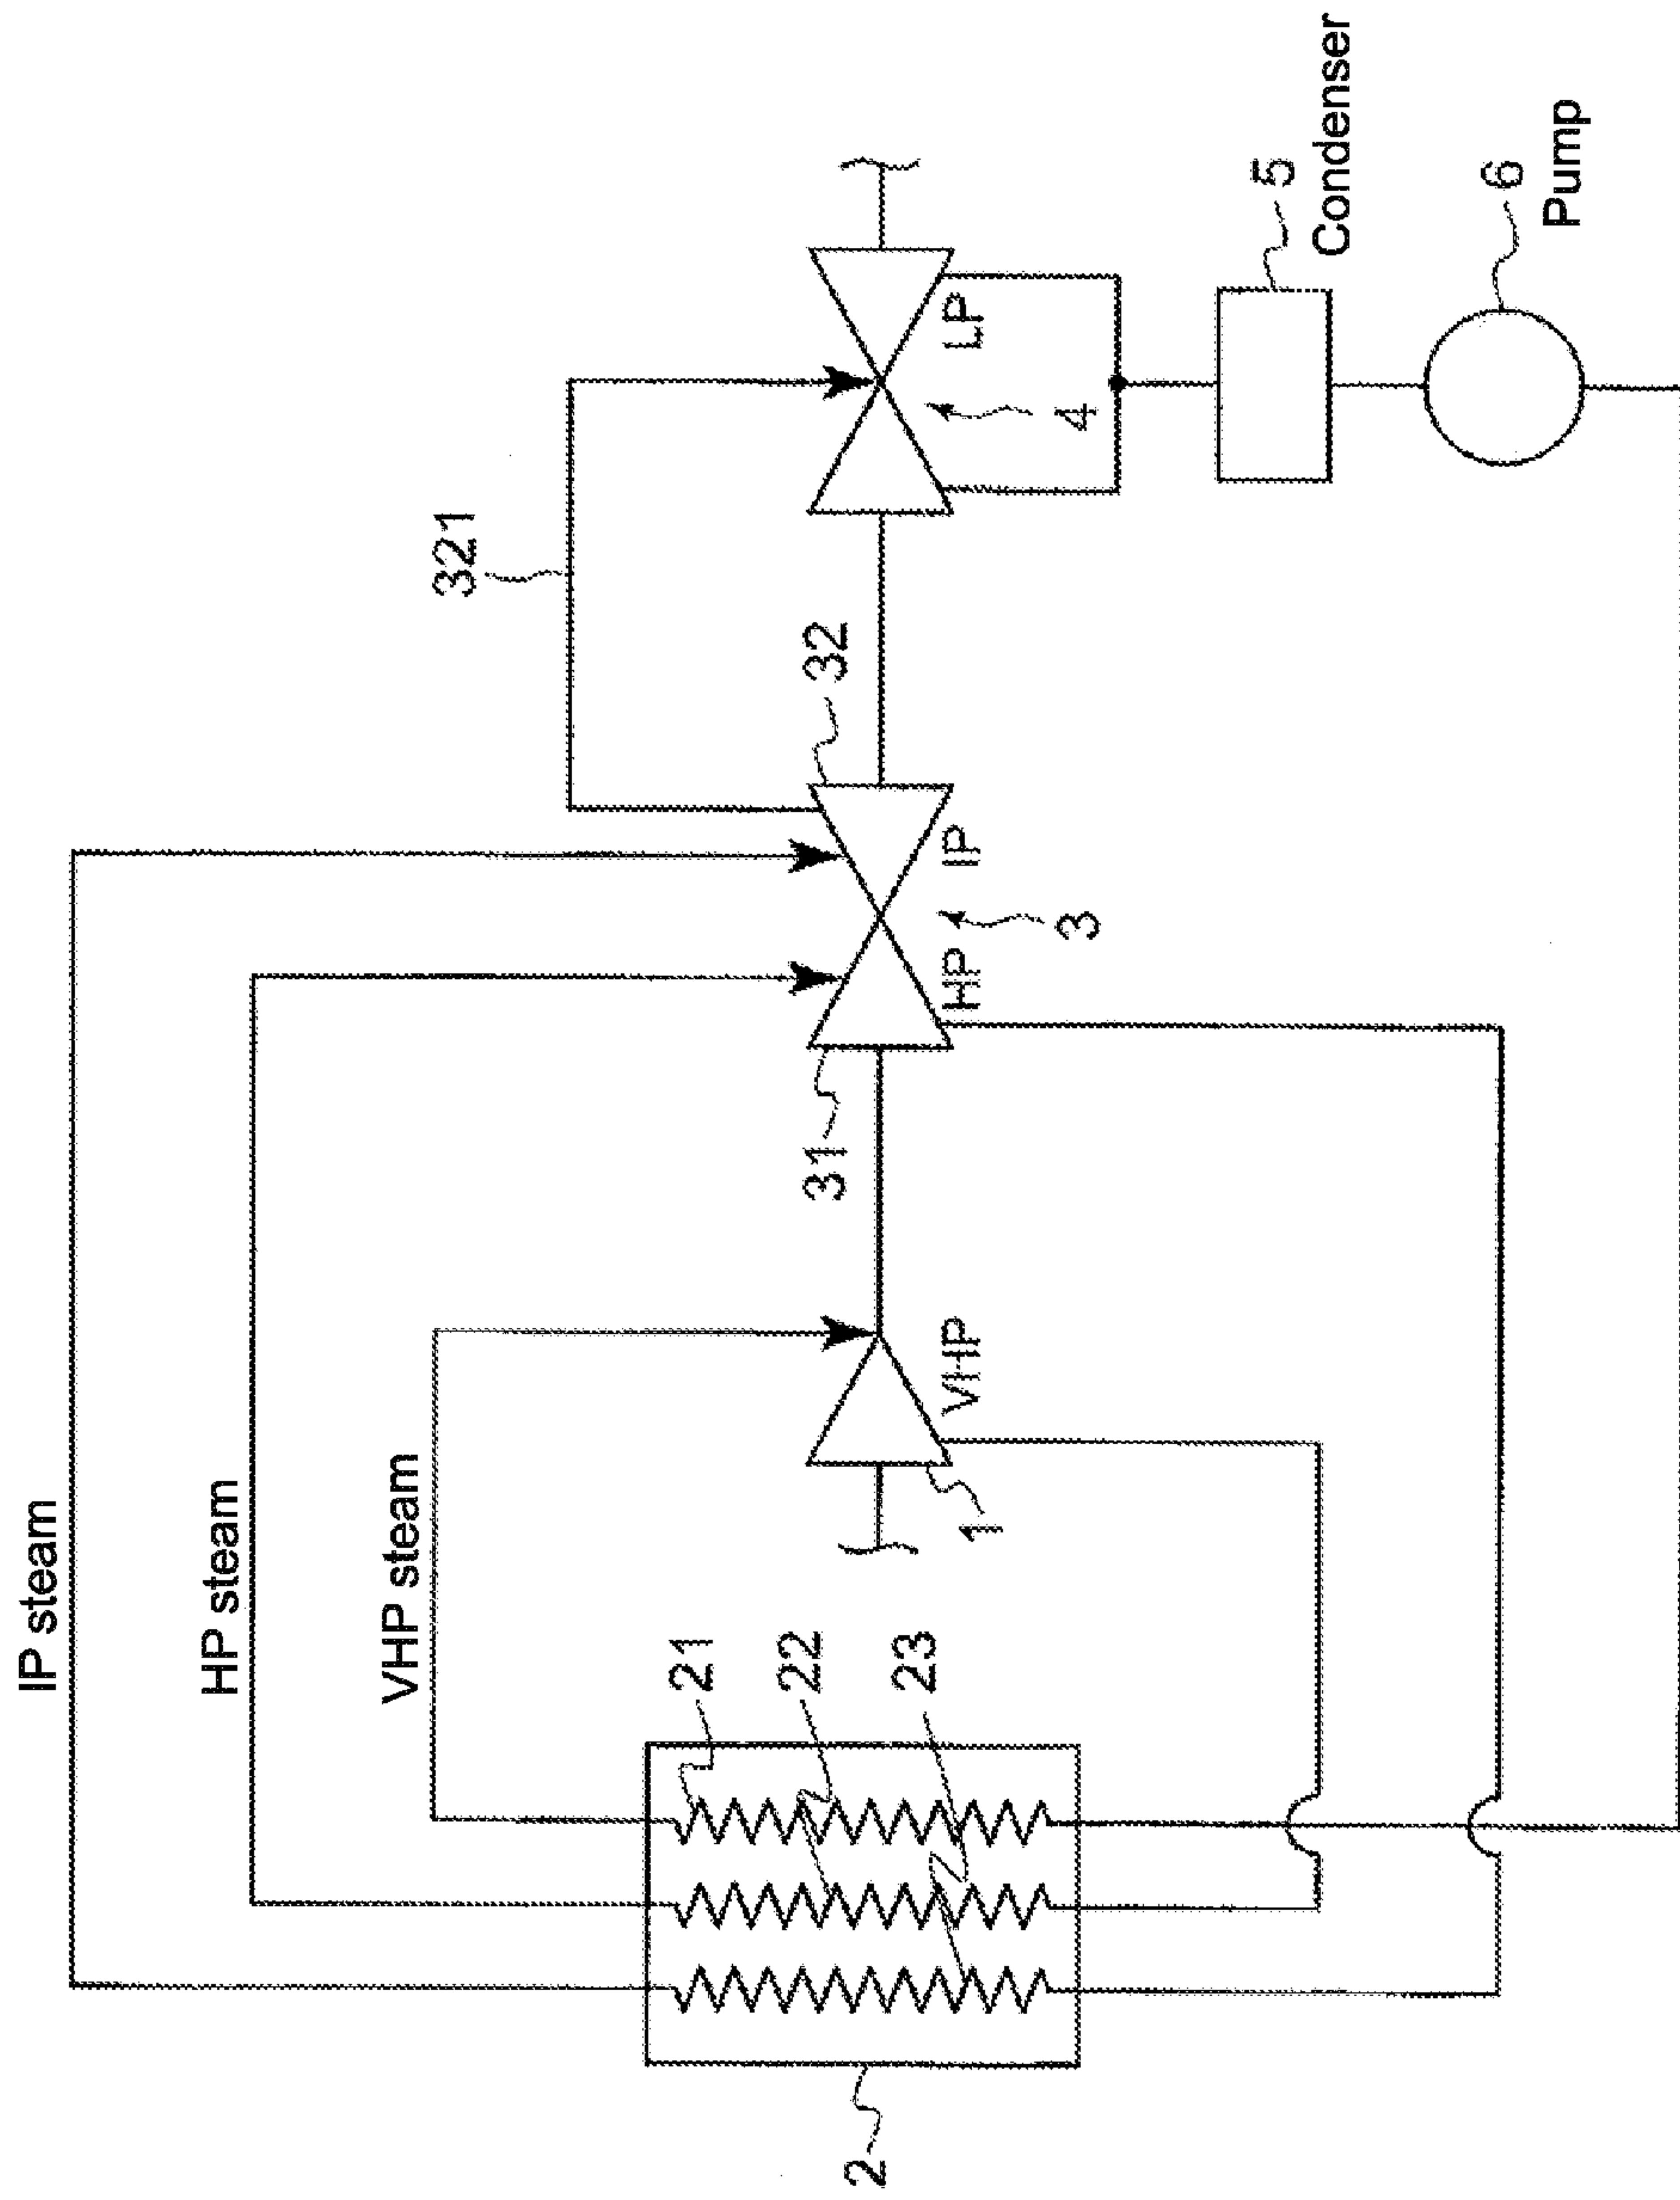 IP steam
HP steam
VHP steam
321
21
22
23
31
32
VHP
HP
IP
LP
1
2
3
4
5
Condenser
6
Pump